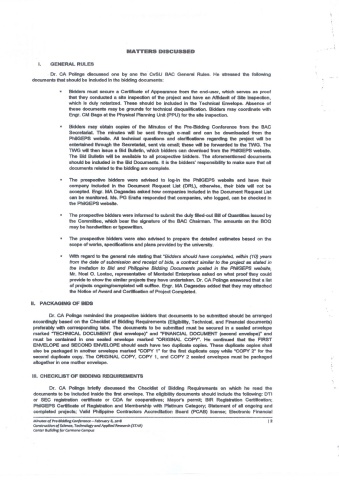 MATTERS DISCUSSED
I. GENERAL RULES
Dr. CA Polinga discussed one by one the CvSU BAC General Rules. He stressed the following
documents that should be included in the bidding documents:
• Bidders must secure a Certificate of Appearance from the end-user, which serves as proof
that they conducted a site inspection of the project and have an Affidavit of Site Inspection,
which is duly notarized. These should be included in the Technical Envelope. Absence of
these documents may be grounds for technical disqualification. Bidders may coordinate with
Engr. CM Bago at the Physical Planning Unit (PPU) for the site inspection.
• Bidders may obtain copies of the Minutes of the Pre-Bidding Conference from the BAC
Secretariat. The minutes will be sent through e-mail and can be downloaded from the
PhilGEPS website. All technical questions and clarifications regarding the project will be
entertained through the Secretariat, sent via email; these will be forwarded to the TWG. The
TWG will then issue a Bid Bulletin, which bidders can download from the PhilGEPS website.
The Bid Bulletin will be available to all prospective bidders. The aforementioned documents
should be included in the Bid Documents. It is the bidders' responsibility to make sure that all
documents related to the bidding are complete.
• The prospective bidders were advised to log-in the PhilGEPS website and leave their
company included in the Document Request List (DRL), otherwise, their bids will not be
accepted. Engr. MA Dagandas asked how companies included in the Document Request List
can be monitored. Ms. PG Eraña responded that companies, who logged, can be checked in
the PhilGEPS website.
• The prospective bidders were informed to submit the duly filled-out Bill of Quantities issued by
the Committee, which bear the signature of the BAC Chairman. The amounts on the BOQ
may be handwritten or typewritten.
• The prospective bidders were also advised to prepare the detailed estimates based on the
scope of works, specifications and plans provided by the university.
• With regard to the general rule stating that "Bidders should have completed, within (10) years
from the date of submission and receipt of bids, a contract similar to the project as stated in
the Invitation to Bid and Philippine Bidding Documents posted in the PhilGEPS website,
Mr. Noel O. representative of Enterprises asked on what proof they could
provide to show the similar projects they have undertaken. Dr. CA Polinga answered that a list
of projects ongoing/completed will suffice. Engr. MA Dagandas added that they may attached
the Notice of Award and Certification of Project Completed.
II. PACKAGING OF BIDS
Dr. CA Polinga reminded the prospective bidders that documents to be submitted should be arranged
accordingly based on the Checklist of Bidding Requirements (Eligibility, Technical, and Financial documents)
preferably with corresponding tabs. The documents to be submitted must be secured in a sealed envelope
marked "TECHNICAL DOCUMENT (first envelope)" and "FINANCIAL DOCUMENT (second envelope)" and
must be contained in one sealed envelope marked "ORIGINAL COPY". He continued that the FIRST
ENVELOPE and SECOND ENVELOPE should each have two duplicate copies. These duplicate copies shall
also be packaged in another envelope marked "COPY 1" for the first duplicate copy while "COPY 2" for the
second duplicate copy. The ORIGINAL COPY, COPY 1, and COPY 2 sealed envelopes must be packaged
altogether in one mother envelope.
III. CHECKLIST OF BIDDING REQUIREMENTS
Dr. CA Polinga briefly discussed the Checklist of Bidding Requirements on which he read the
documents to be included inside the first envelope. The eligibility documents should include the following: DTI
or SEC registration certificate or CDA for cooperatives; Mayor's permit; BIR Registration Certification;
PhilGEPS Certificate of Registration and Membership with Platinum Category; Statement of all ongoing and
completed projects; Valid Philippine Contractors Accreditation Board (PCAB) license; Electronic Financial
Minutes of Pre-Bidding Conference – February 8, 2018
Construction of Science, Technology and Applied Research (STAR)
Center Building for Carmona Campus